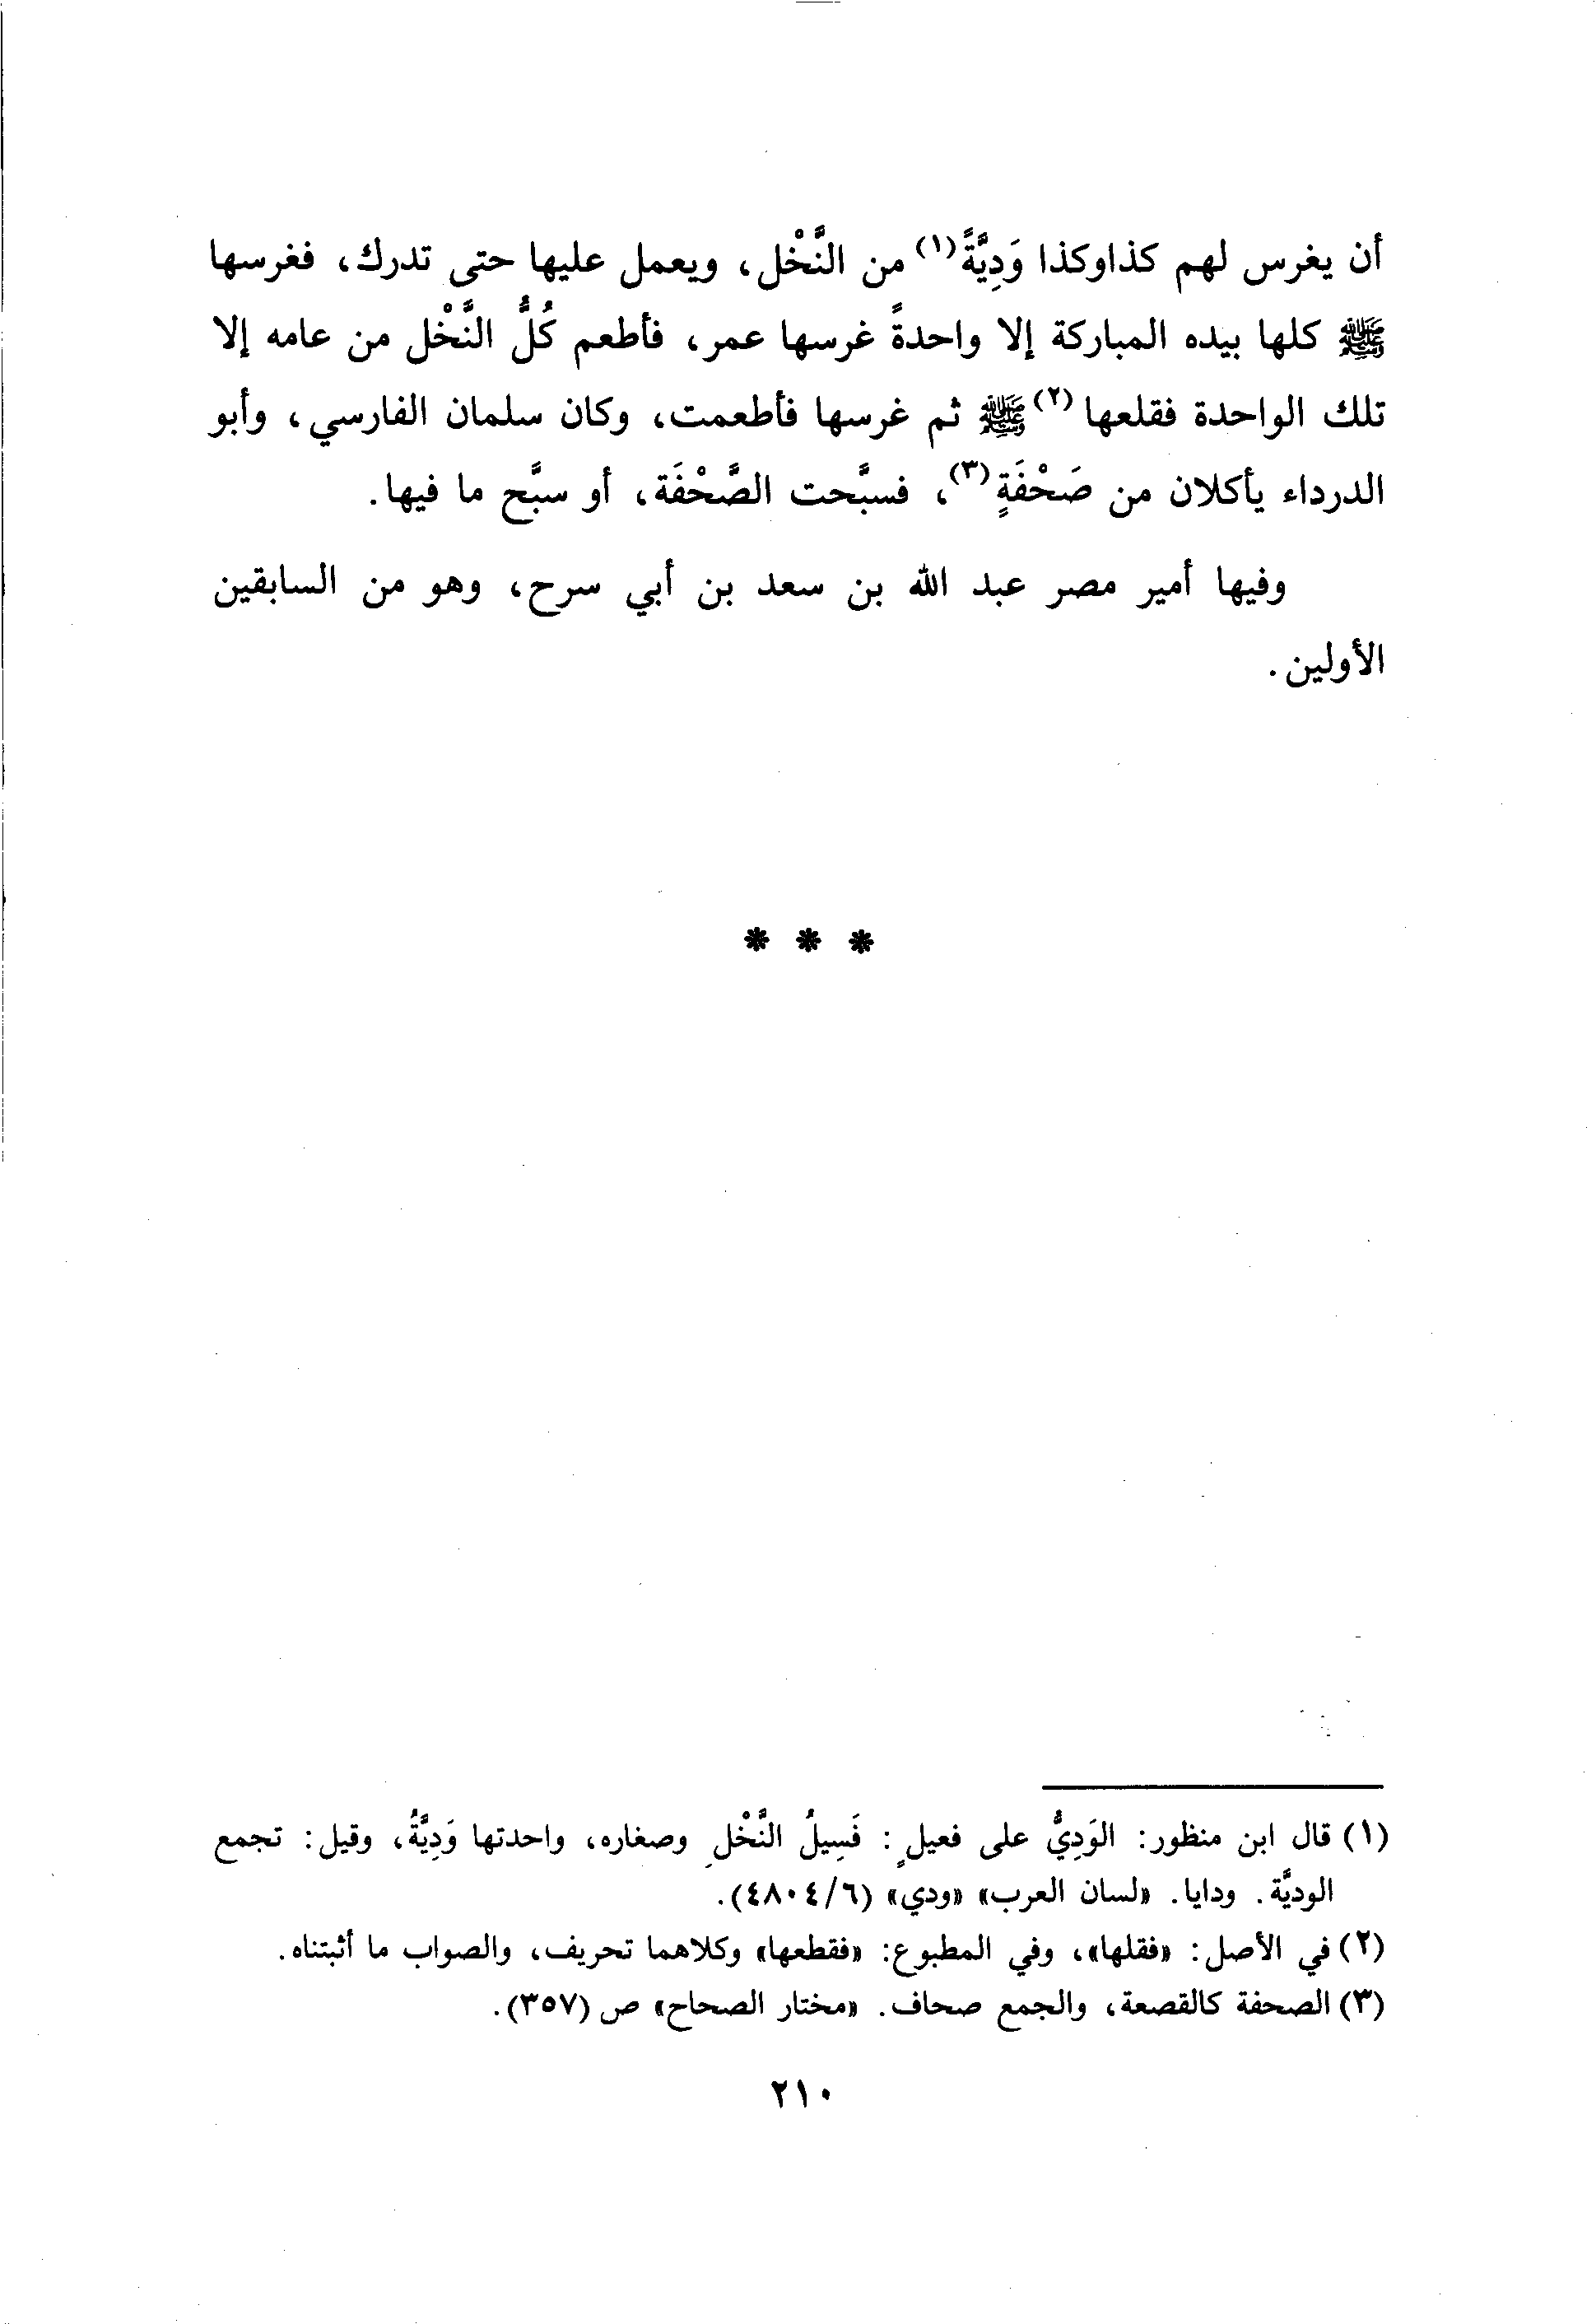 أن يغرس لهم كذاوكذا وَدِيَّةً(١) من النَّخْل، ويعمل عليها حتى تدرك، فغرسها
ﷺ كلها بيده المباركة إلا واحدةً غرسها عمر، فأطعم كُلُّ النَّخْل من عامه إلا
تلك الواحدة فقلعها(٢) ﷺ ثم غرسها فأطعمت، وكان سلمان الفارسي، وأبو
الدرداء يأكلان من صَحْفَةٍ(٣)، فسبَّحت الصَّحْفَة، أو سبَّح ما فيها.
وفيها أمير مصر عبد الله بن سعد بن أبي سرح، وهو من السابقين
الأولين.
* * *
(١) قال ابن منظور: الوَدِيُّ على فعيلٍ: فَسِيلُ النَّخْلِ وصغاره، واحدتها وَدِيَّةُ، وقيل: تجمع
الوديَّة. ودايا. «لسان العرب» «ودي» (٤٨٠٤/٦).
(٢) في الأصل: «فقلها»، وفي المطبوع: «فقطعها» وكلاهما تحريف، والصواب ما أثبتناه.
(٣) الصحفة كالقصعة، والجمع صحاف. «مختار الصحاح» ص (٣٥٧).
٢١٠